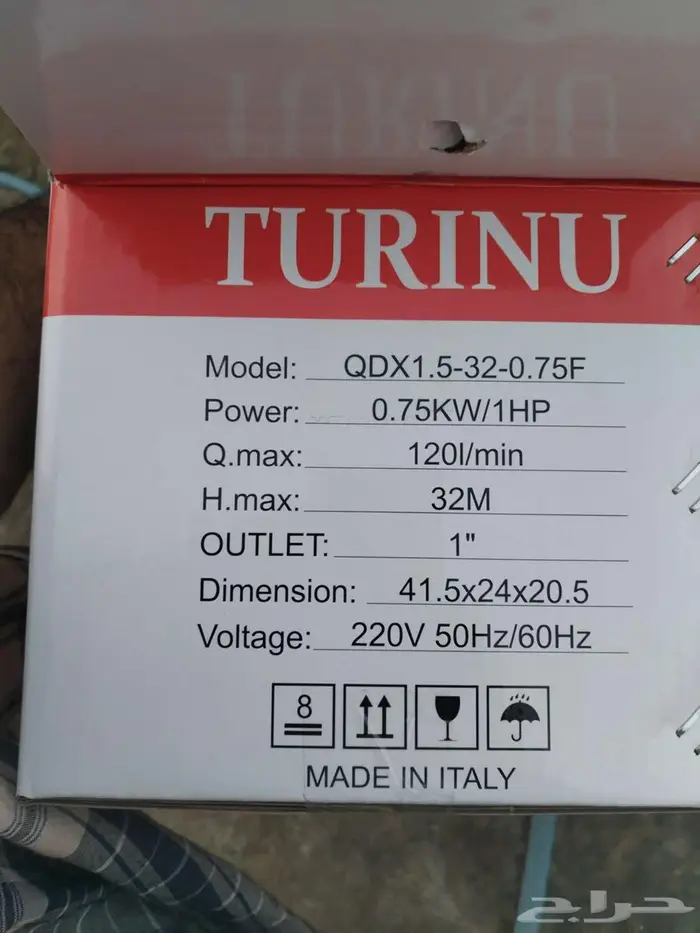 TURINU
Model: QDX1.5-32-0.75F
Power: 0.75KW/1HP
Q.max: 120l/min
H.max: 32M
OUTLET: 1"
Dimension: 41.5x24x20.5
Voltage: 220V 50Hz/60Hz
8
MADE IN ITALY
حراج